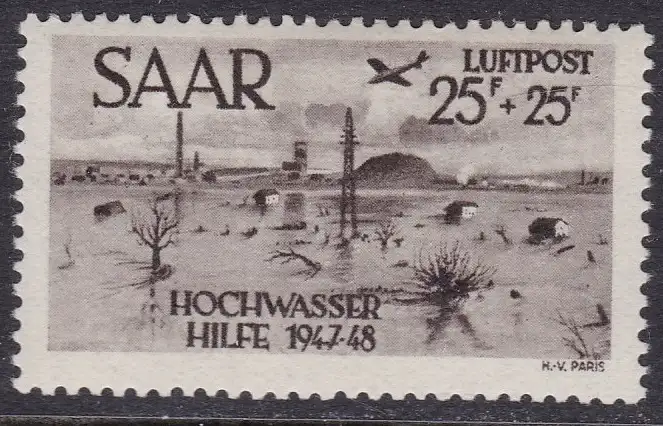 SAAR
LUFTPOST
25F + 25F
HOCHWASSER
HILFE 1947-48
H.-V. PARIS